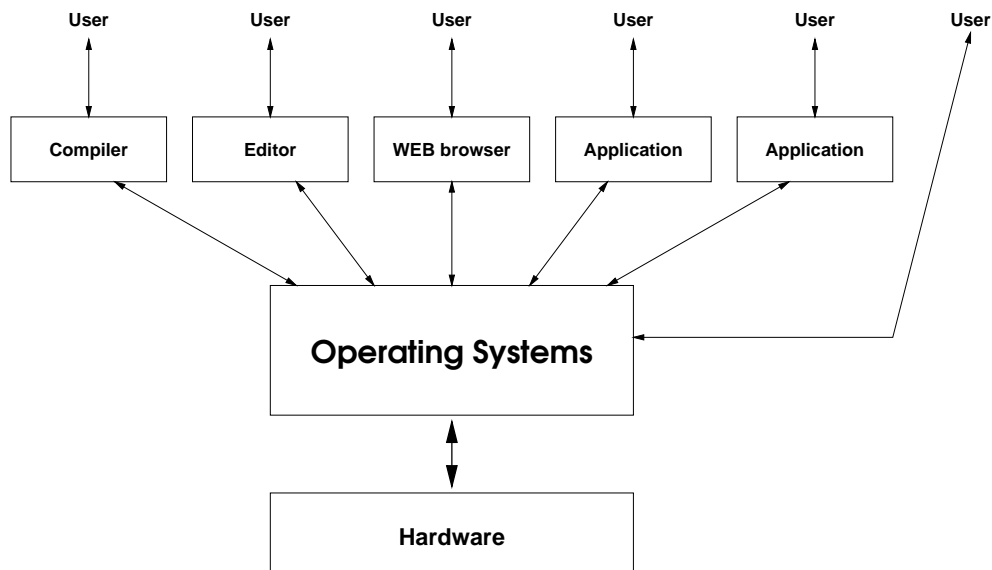 User User User User User User
Compiler Editor WEB browser Application Application
Operating Systems
Hardware